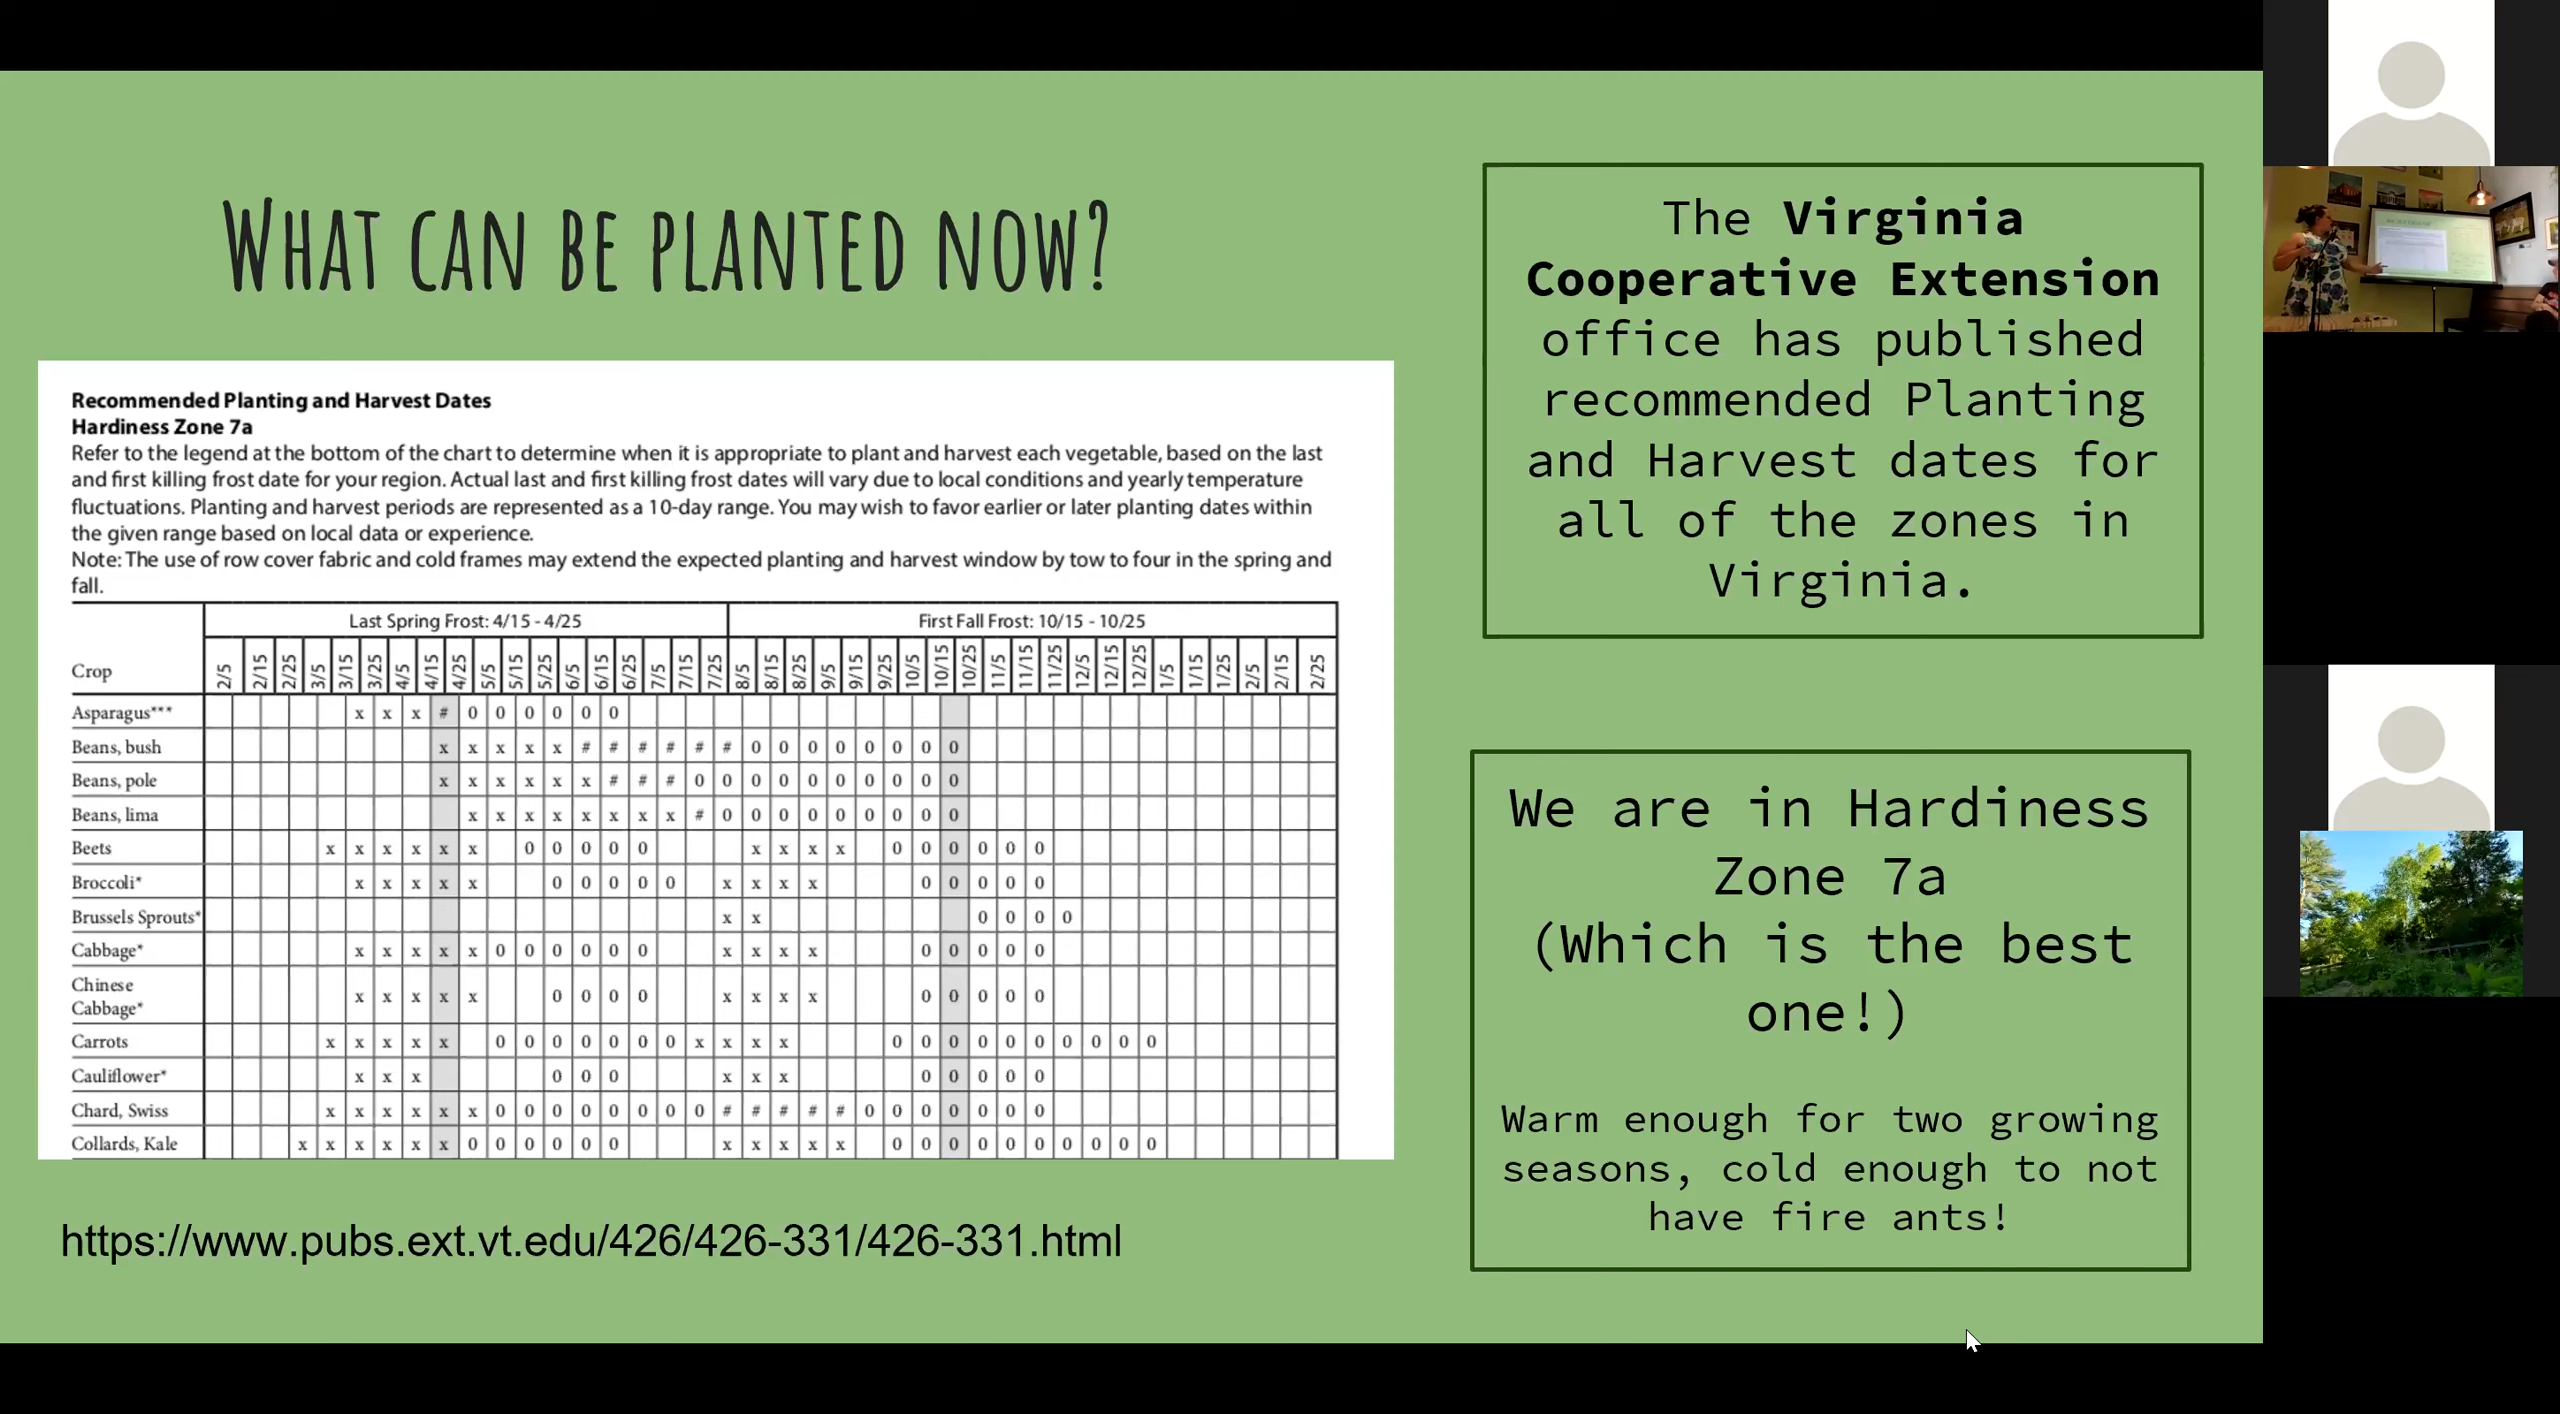 WHAT CAN BE PLANTED NOW?
Recommended Planting and Harvest Dates
Hardiness Zone 7a
Refer to the legend at the bottom of the chart to determine when it is appropriate to plant and harvest each vegetable, based on the last
and first killing frost date for your region. Actual last and first killing frost dates will vary due to local conditions and yearly temperature
fluctuations. Planting and harvest periods are represented as a 10-day range. You may wish to favor earlier or later planting dates within
the given range based on local data or experience.
Note: The use of row cover fabric and cold frames may extend the expected planting and harvest window by tow to four in the spring and
fall.
Last Spring Frost: 4/15 - 4/25 First Fall Frost: 10/15 - 10/25
Crop 2/5 2/15 2/25 3/5 3/15 3/25 4/5 4/15 4/25 5/5 5/15 5/25 6/5 6/15 6/25 7/5 7/15 7/25 8/5 8/15 8/25 9/5 9/15 9/25 10/5 10/15 10/25 11/5 11/15 11/25 12/5 12/15 12/25 1/5 1/15 1/25 2/5 2/15 2/25
Asparagus*** x x x # 0 0 0 0 0 0
Beans, bush x x x x x # # # # # # 0 0 0 0 0 0 0 0
Beans, pole x x x x x x # # # 0 0 0 0 0 0 0 0 0 0
Beans, lima x x x x x x x x # 0 0 0 0 0 0 0 0 0
Beets x x x x x x 0 0 0 0 0 x x x x 0 0 0 0 0 0
Broccoli* x x x x x 0 0 0 0 0 x x x x 0 0 0 0 0
Brussels Sprouts* x x 0 0 0 0
Cabbage* x x x x x 0 0 0 0 0 0 x x x x 0 0 0 0 0
Chinese
Cabbage* x x x x x 0 0 0 0 x x x x 0 0 0 0 0
Carrots x x x x x 0 0 0 0 0 0 0 x x x x 0 0 0 0 0 0 0 0 0 0
Cauliflower* x x x 0 0 0 x x x 0 0 0 0 0
Chard, Swiss x x x x x x 0 0 0 0 0 0 0 0 # # # # # 0 0 0 0 0 0 0
Collards, Kale x x x x x x 0 0 0 0 0 0 x x x x x 0 0 0 0 0 0 0 0 0 0
https://www.pubs.ext.vt.edu/426/426-331/426-331.html
The Virginia
Cooperative Extension
office has published
recommended Planting
and Harvest dates for
all of the zones in
Virginia.
We are in Hardiness
Zone 7a
(Which is the best
one!)
Warm enough for two growing
seasons, cold enough to not
have fire ants!